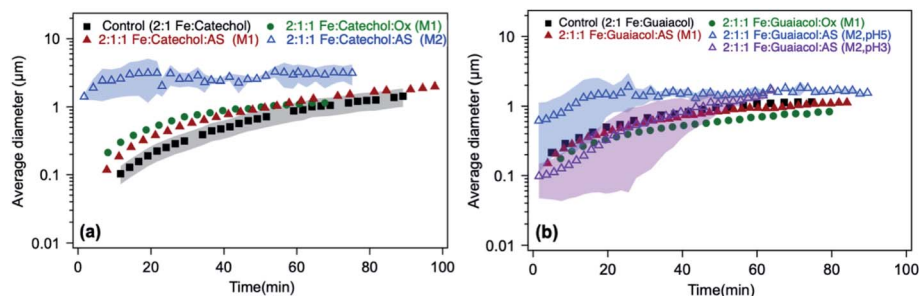 Control (2:1 Fe:Catechol)
2:1:1 Fe:Catechol:Ox (M1)
2:1:1 Fe:Catechol:AS (M1)
2:1:1 Fe:Catechol:AS (M2)
Average diameter (µm)
10
1
0.1
0.01
(a)
0 20 40 60 80 100
Time(min)
Control (2:1 Fe:Guaiacol)
2:1:1 Fe:Guaiacol:Ox (M1)
2:1:1 Fe:Guaiacol:AS (M1)
2:1:1 Fe:Guaiacol:AS (M2,pH5)
2:1:1 Fe:Guaiacol:AS (M2,pH3)
Average diameter (µm)
10
1
0.1
0.01
(b)
0 20 40 60 80 100
Time(min)